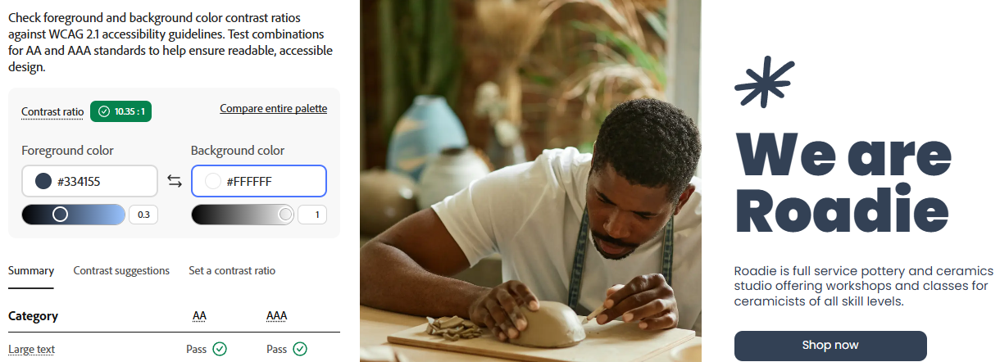 Check foreground and background color contrast ratios
against WCAG 2.1 accessibility guidelines. Test combinations
for AA and AAA standards to help ensure readable, accessible
design.
Contrast ratio
10.35 : 1
Compare entire palette
Foreground color
Background color
#334155
#FFFFFF
0.3
1
Summary
Contrast suggestions
Set a contrast ratio
Category
AA
AAA
Large text
Pass
Pass
We are
Roadie
Roadie is full service pottery and ceramics
studio offering workshops and classes for
ceramicists of all skill levels.
Shop now